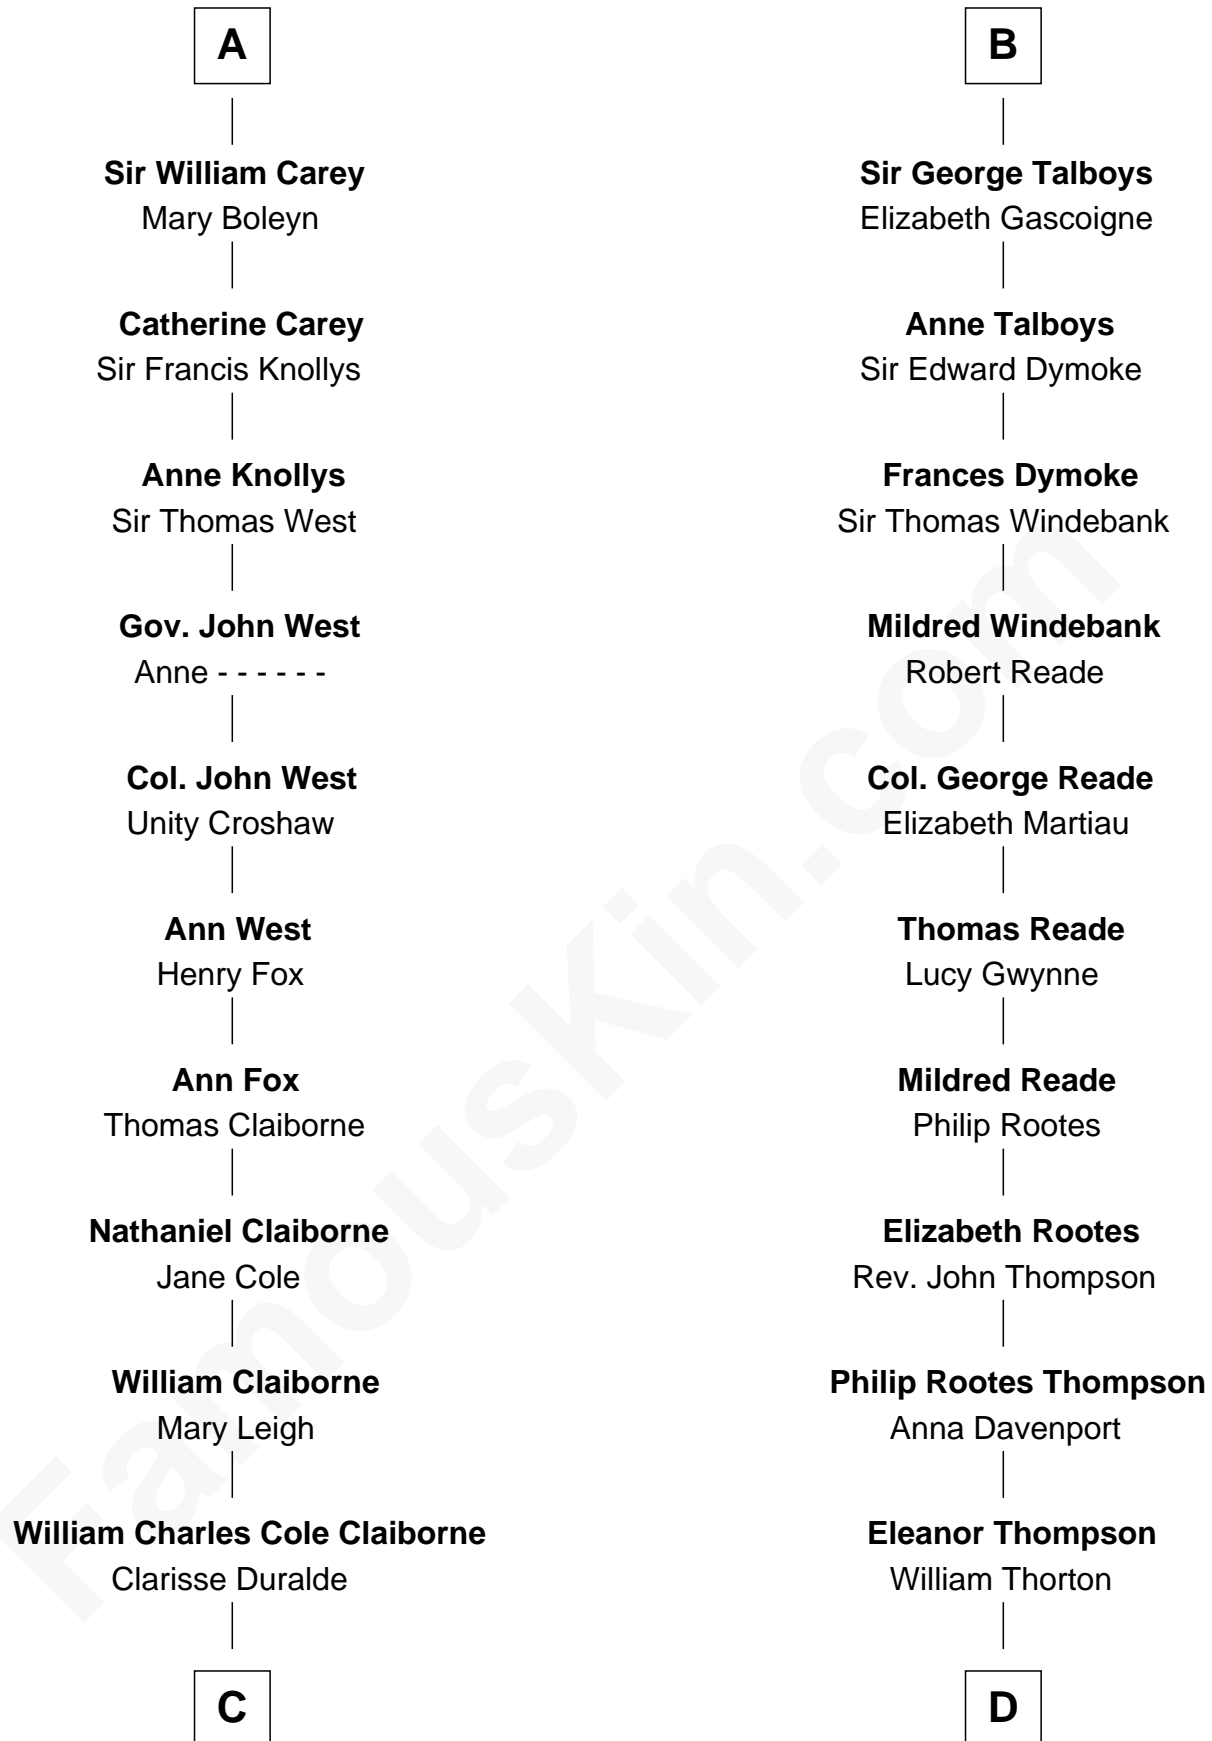 A
Sir William Carey
Mary Boleyn
Catherine Carey
Sir Francis Knollys
Anne Knollys
Sir Thomas West
Gov. John West
Anne - - - - - -
Col. John West
Unity Croshaw
Ann West
Henry Fox
Ann Fox
Thomas Claiborne
Nathaniel Claiborne
Jane Cole
William Claiborne
Mary Leigh
William Charles Cole Claiborne
Clarisse Duralde
C
B
Sir George Talboys
Elizabeth Gascoigne
Anne Talboys
Sir Edward Dymoke
Frances Dymoke
Sir Thomas Windebank
Mildred Windebank
Robert Reade
Col. George Reade
Elizabeth Martiau
Thomas Reade
Lucy Gwynne
Mildred Reade
Philip Rootes
Elizabeth Rootes
Rev. John Thompson
Philip Rootes Thompson
Anna Davenport
Eleanor Thompson
William Thorton
D
FamousKin.com